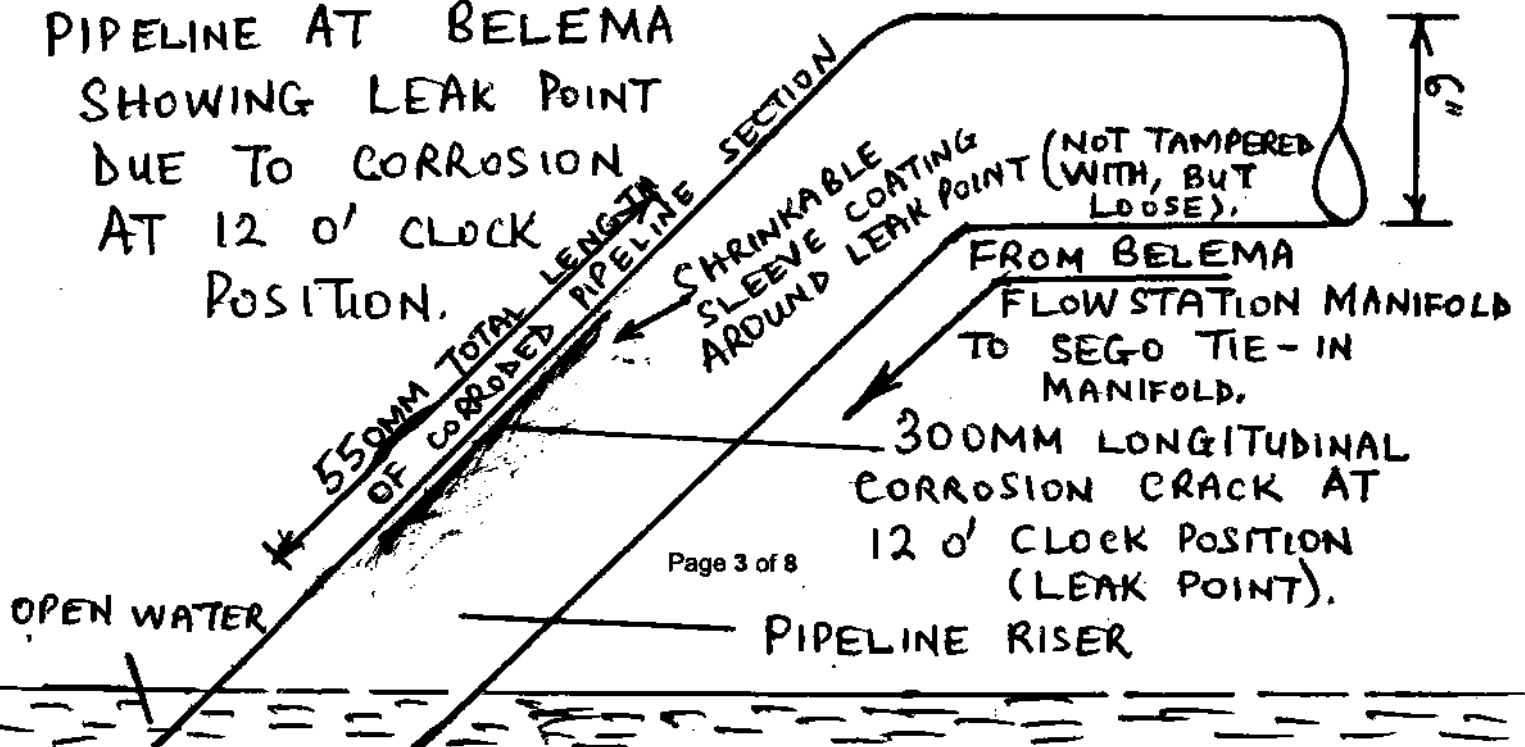 PIPELINE AT BELEMA
SHOWING LEAK POINT
DUE TO CORROSION
AT 12 O' CLOCK
POSITION.
550MM TOTAL LENGTH
OF CORRODED PIPELINE SECTION
SHRINKABLE
SLEEVE COATING
AROUND LEAK POINT
(NOT TAMPERED
WITH, BUT
LOOSE).
6"
FROM BELEMA
FLOWSTATION MANIFOLD
TO SEGO TIE-IN
MANIFOLD.
300MM LONGITUDINAL
CORROSION CRACK AT
12 O' CLOCK POSITION
(LEAK POINT).
Page 3 of 8
OPEN WATER
PIPELINE RISER